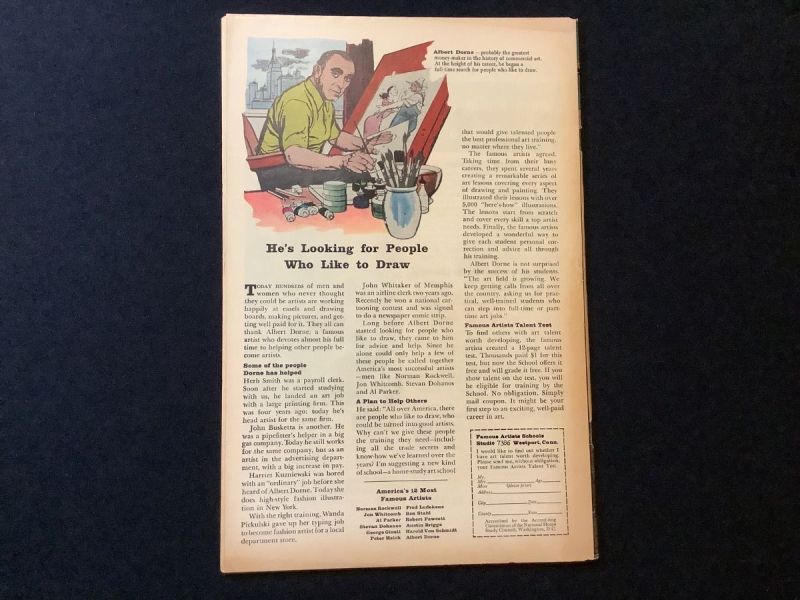 Albert Dorne – probably the greatest
money-maker in the history of commercial art.
At the height of his career, he began a
full-time search for people who like to draw.
He's Looking for People
Who Like to Draw
TODAY HUNDREDS of men and
women who never thought
they could be artists are working
happily at easels and drawing
boards, making pictures, and get-
ting well paid for it. They all can
thank Albert Dorne, a famous
artist who devotes almost his full
time to helping other people be-
come artists.
Some of the people
Dorne has helped
Herb Smith was a payroll clerk.
Soon after he started studying
with us, he landed an art job
with a large printing firm. This
was four years ago: today he's
head artist for the same firm.
John Busketta is another. He
was a pipefitter's helper in a big
gas company. Today he still works
for the same company, but as an
artist in the advertising depart-
ment, with a big increase in pay.
Harriet Kuzniewski was bored
with an "ordinary" job before she
heard of Albert Dorne. Today she
does high-style fashion illustra-
tion in New York.
With the right training, Wanda
Pickulski gave up her typing job
to become fashion artist for a local
department store.
John Whitaker of Memphis
was an airline clerk two years ago.
Recently he won a national car-
tooning contest and was signed
to do a newspaper comic strip.
Long before Albert Dorne
started looking for people who
like to draw, they came to him
for advice and help. Since he
alone could only help a few of
these people he called together
America's most successful artists
—men like Norman Rockwell,
Jon Whitcomb, Stevan Dohanos
and Al Parker.
A Plan to Help Others
He said: "All over America, there
are people who like to draw, who
could be turned into good artists.
Why can't we give these people
the training they need—includ-
ing all the trade secrets and
know-how we've learned over the
years? I'm suggesting a new kind
of school—a home-study art school
America's 12 Most
Famous Artists
Norman Rockwell Fred Ludekens
Jon Whitcomb Ben Stahl
Al Parker Robert Fawcett
Stevan Dohanos Austin Briggs
George Giusti Harold Von Schmidt
Peter Helck Albert Dorne
that would give talented people
the best professional art training,
no matter where they live."
The famous artists agreed.
Taking time from their busy
careers, they spent several years
creating a remarkable series of
art lessons covering every aspect
of drawing and painting. They
illustrated their lessons with over
5,000 "here's-how" illustrations.
The lessons start from scratch
and cover every skill a top artist
needs. Finally, the famous artists
developed a wonderful way to
give each student personal cor-
rection and advice all through
his training.
Albert Dorne is not surprised
by the success of his students.
"The art field is growing. We
keep getting calls from all over
the country, asking us for prac-
tical, well-trained students who
can step into full-time or part-
time art jobs."
Famous Artists Talent Test
To find others with art talent
worth developing, the famous
artists created a 12-page talent
test. Thousands paid $1 for this
test, but now the School offers it
free and will grade it free. If you
show talent on the test, you will
be eligible for training by the
School. No obligation. Simply
mail coupon. It might be your
first step to an exciting, well-paid
career in art.
Famous Artists Schools
Studio Westport, Conn.
I would like to find out whether I
have art talent worth developing.
Please send me, without obligation,
your Famous Artists Talent Test.
Mr.
Mrs. Age
Miss
Address
City Zone
County State
Accredited by the Accrediting
Commission of the National Home
Study Council, Washington, D.C.